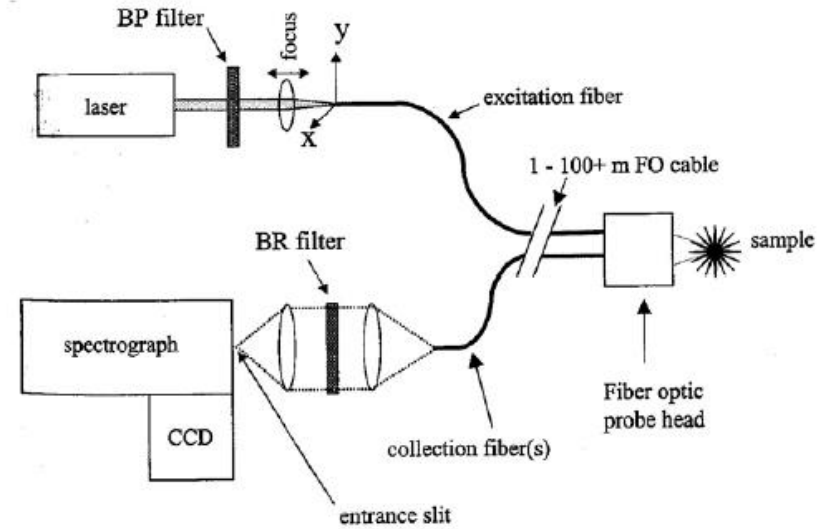 BP filter
focus
y
laser
x
excitation fiber
1 - 100+ m FO cable
BR filter
sample
spectrograph
Fiber optic
probe head
CCD
collection fiber(s)
entrance slit